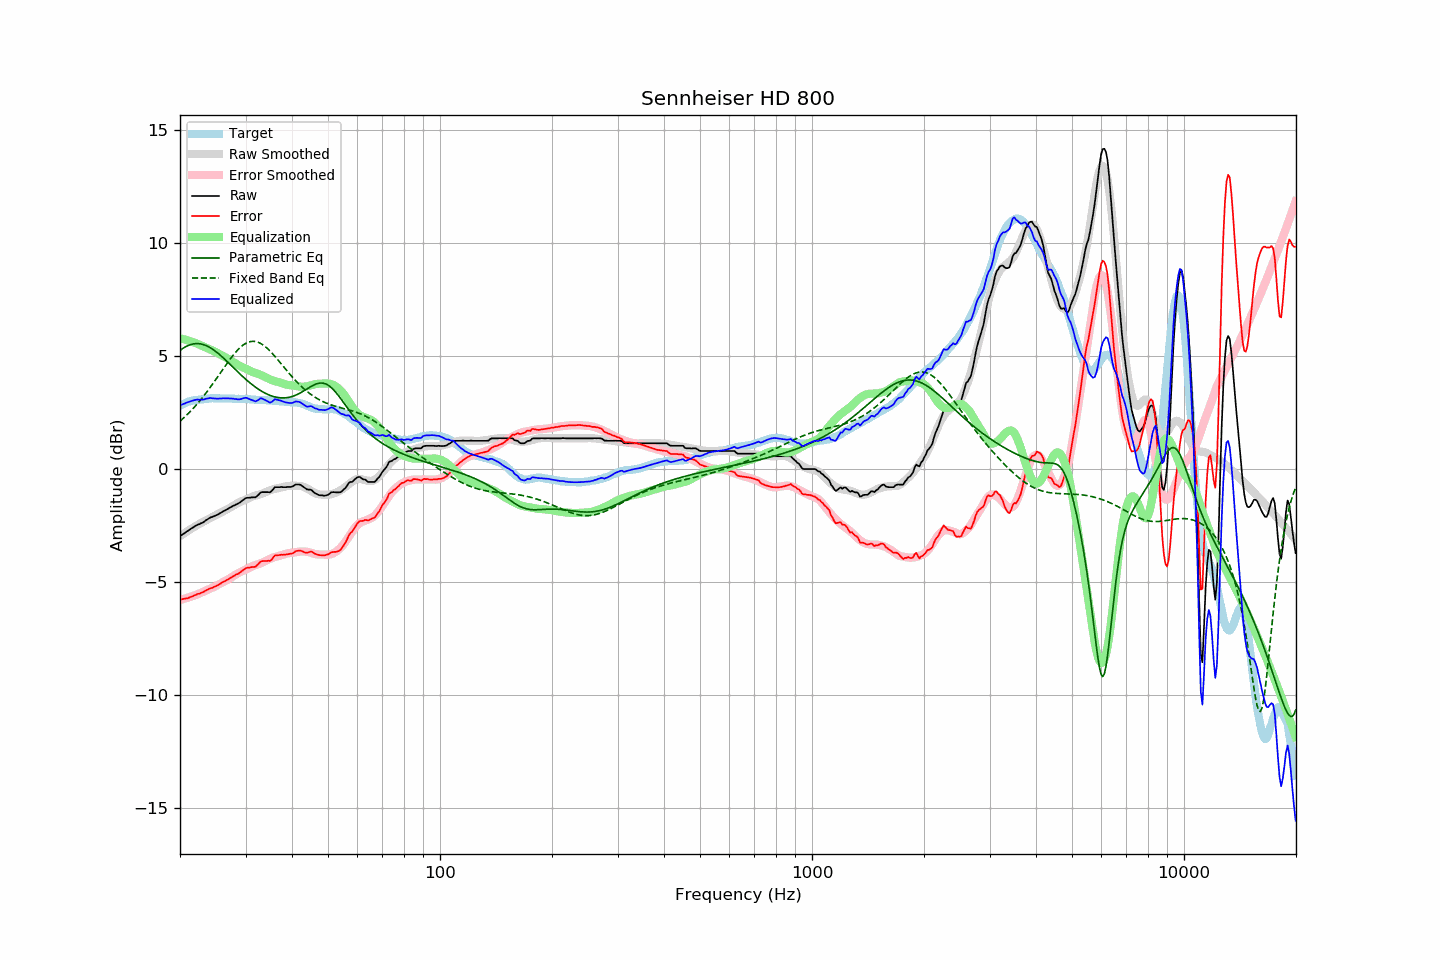 Sennheiser HD 800
15
10
5
0
−5
−10
−15
Amplitude (dBr)
Target
Raw Smoothed
Error Smoothed
Raw
Error
Equalization
Parametric Eq
Fixed Band Eq
Equalized
100
1000
10000
Frequency (Hz)